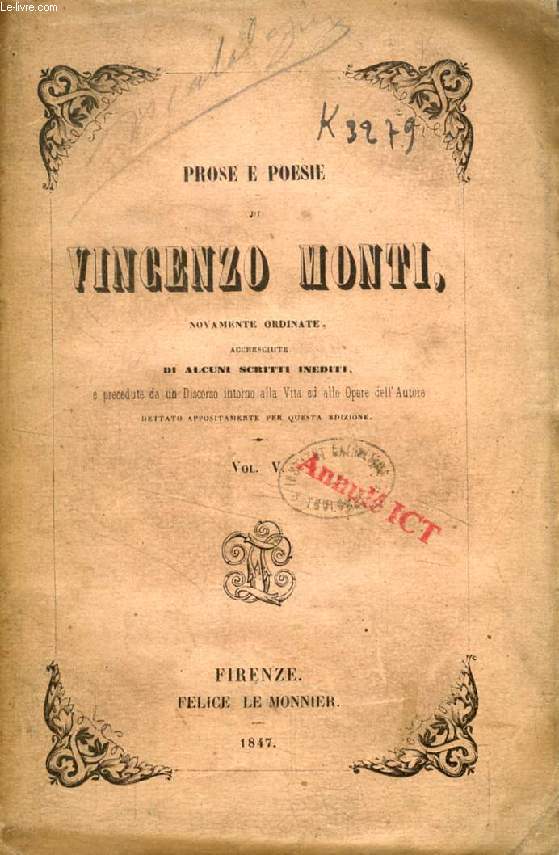 Le-livre.com
K 3279
PROSE E POESIE
DI
VINCENZO MONTI,
NOVAMENTE ORDINATE,
ACCRESCIUTE
DI ALCUNI SCRITTI INEDITI,
e precedute da un Discorso intorno alla Vita ed alle Opere dell'Autore
DETTATO APPOSITAMENTE PER QUESTA EDIZIONE.
VOL. V.
INSTITUT CATHOLIQUE
Annulé ICT
FIRENZE.
FELICE LE MONNIER.
1847.